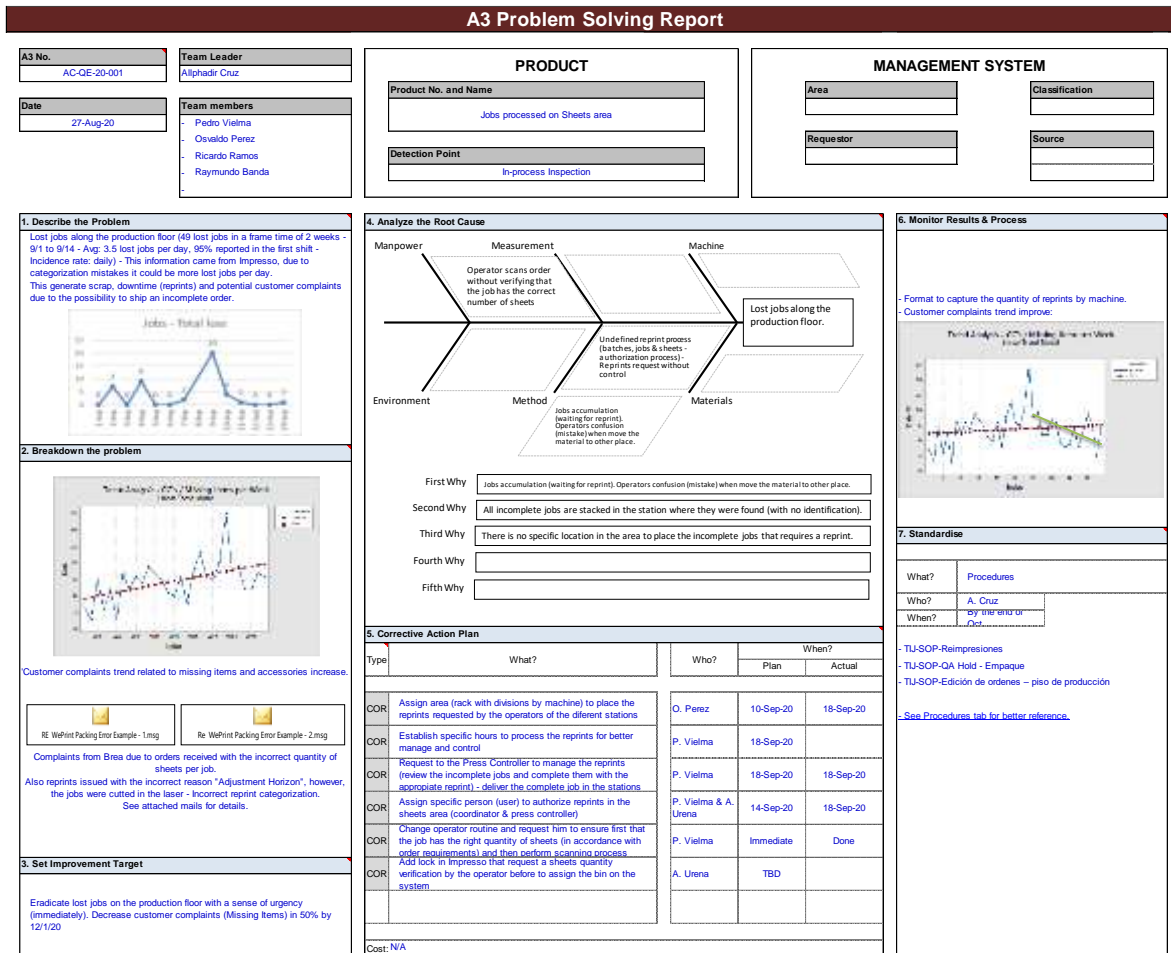 A3 Problem Solving Report
A3 No.
AC-QE-20-001
Team Leader
Allphadir Cruz
Date
27-Aug-20
Team members
- Pedro Vielma
- Osvaldo Perez
- Ricardo Ramos
- Raymundo Banda
-
PRODUCT
Product No. and Name
Jobs processed on Sheets area
Detection Point
In-process Inspection
MANAGEMENT SYSTEM
Area
Classification
Requestor
Source
1. Describe the Problem
Lost jobs along the production floor (49 lost jobs in a frame time of 2 weeks -
9/1 to 9/14 - Avg: 3.5 lost jobs per day, 95% reported in the first shift -
Incidence rate: daily) - This information came from Impresso, due to
categorization mistakes it could be more lost jobs per day.
This generate scrap, downtime (reprints) and potential customer complaints
due to the possibility to ship an incomplete order.
Jobs - Total lose
2. Breakdown the problem
'Customer complaints trend related to missing items and accessories increase.
RE WePrint Packing Error Example - 1.msg
Re WePrint Packing Error Example - 2.msg
Complaints from Brea due to orders received with the incorrect quantity of
sheets per job.
Also reprints issued with the incorrect reason "Adjustment Horizon", however,
the jobs were cutted in the laser - Incorrect reprint categorization.
See attached mails for details.
3. Set Improvement Target
Eradicate lost jobs on the production floor with a sense of urgency
(immediately). Decrease customer complaints (Missing Items) in 50% by
12/1/20
4. Analyze the Root Cause
Manpower
Measurement
Machine
Operator scans order
without verifying that
the job has the correct
number of sheets
Lost jobs along the
production floor.
Undefined reprint process
(batches, jobs & sheets -
authorization process) -
Reprints request without
control
Environment
Method
Materials
Jobs accumulation
(waiting for reprint).
Operators confusion
(mistake) when move the
material to other place.
First Why
Jobs accumulation (waiting for reprint). Operators confusion (mistake) when move the material to other place.
Second Why
All incomplete jobs are stacked in the station where they were found (with no identification).
Third Why
There is no specific location in the area to place the incomplete jobs that requires a reprint.
Fourth Why
Fifth Why
5. Corrective Action Plan
Type
What?
Who?
When?
Plan
Actual
COR
Assign area (rack with divisions by machine) to place the
reprints requested by the operators of the diferent stations
O. Perez
10-Sep-20
18-Sep-20
COR
Establish specific hours to process the reprints for better
manage and control
P. Vielma
18-Sep-20
COR
Request to the Press Controller to manage the reprints
(review the incomplete jobs and complete them with the
appropiate reprint) - deliver the complete job in the stations
P. Vielma
18-Sep-20
18-Sep-20
COR
Assign specific person (user) to authorize reprints in the
sheets area (coordinator & press controller)
P. Vielma & A.
Urena
14-Sep-20
18-Sep-20
COR
Change operator routine and request him to ensure first that
the job has the right quantity of sheets (in accordance with
order requirements) and then perform scanning process
P. Vielma
Immediate
Done
COR
Add lock in Impresso that request a sheets quantity
verification by the operator before to assign the bin on the
system
A. Urena
TBD
Cost: N/A
6. Monitor Results & Process
- Format to capture the quantity of reprints by machine.
- Customer complaints trend improve:
7. Standardise
What?
Procedures
Who?
A. Cruz
When?
By the end of
Oct
- TIJ-SOP-Reimpresiones
- TIJ-SOP-QA Hold - Empaque
- TIJ-SOP-Edición de ordenes – piso de producción
- See Procedures tab for better reference.